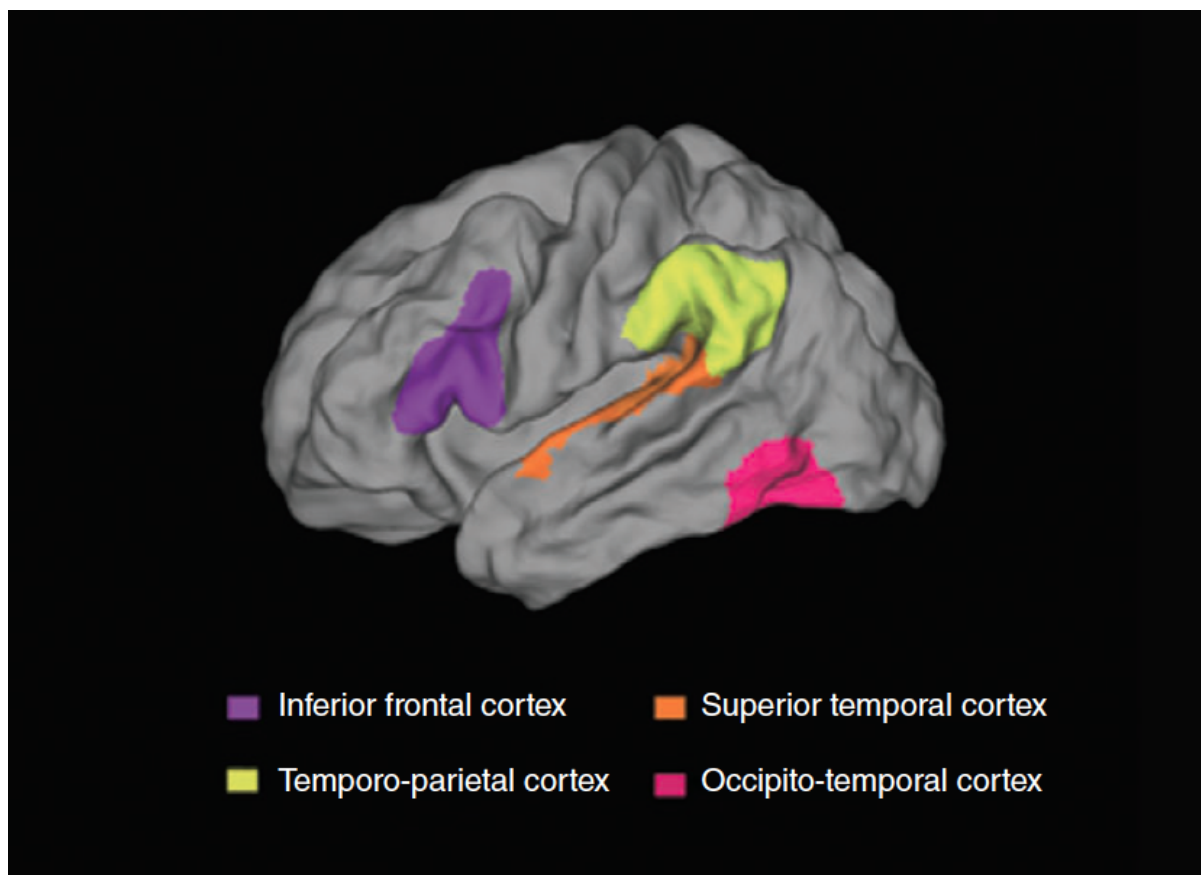 Inferior frontal cortex
Superior temporal cortex
Temporo-parietal cortex
Occipito-temporal cortex